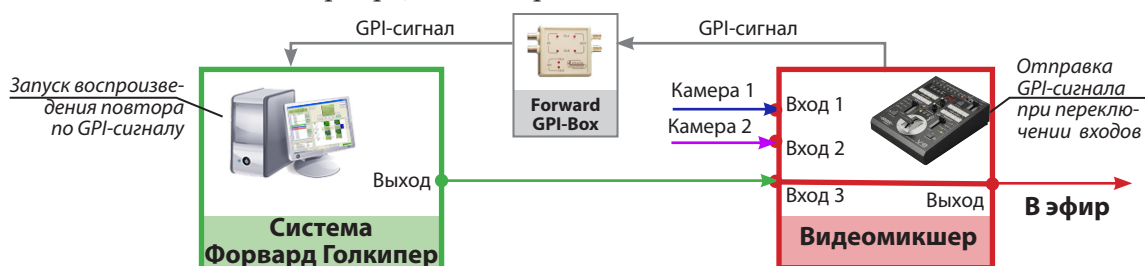 GPI-сигнал
GPI-сигнал
Запуск воспроизве-
дения повтора
по GPI-сигналу
Forward
GPI-Box
Камера 1
Камера 2
Вход 1
Вход 2
Вход 3
Отправка
GPI-сигнала
при переклю-
чении входов
Выход
Выход
В эфир
Система
Форвард Голкипер
Видеомикшер